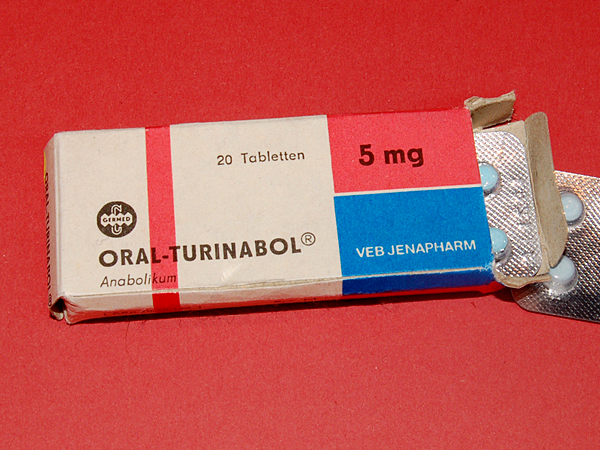 20 Tabletten
5 mg
GERMED
ORAL-TURINABOL®
VEB JENAPHARM
Anabolikum